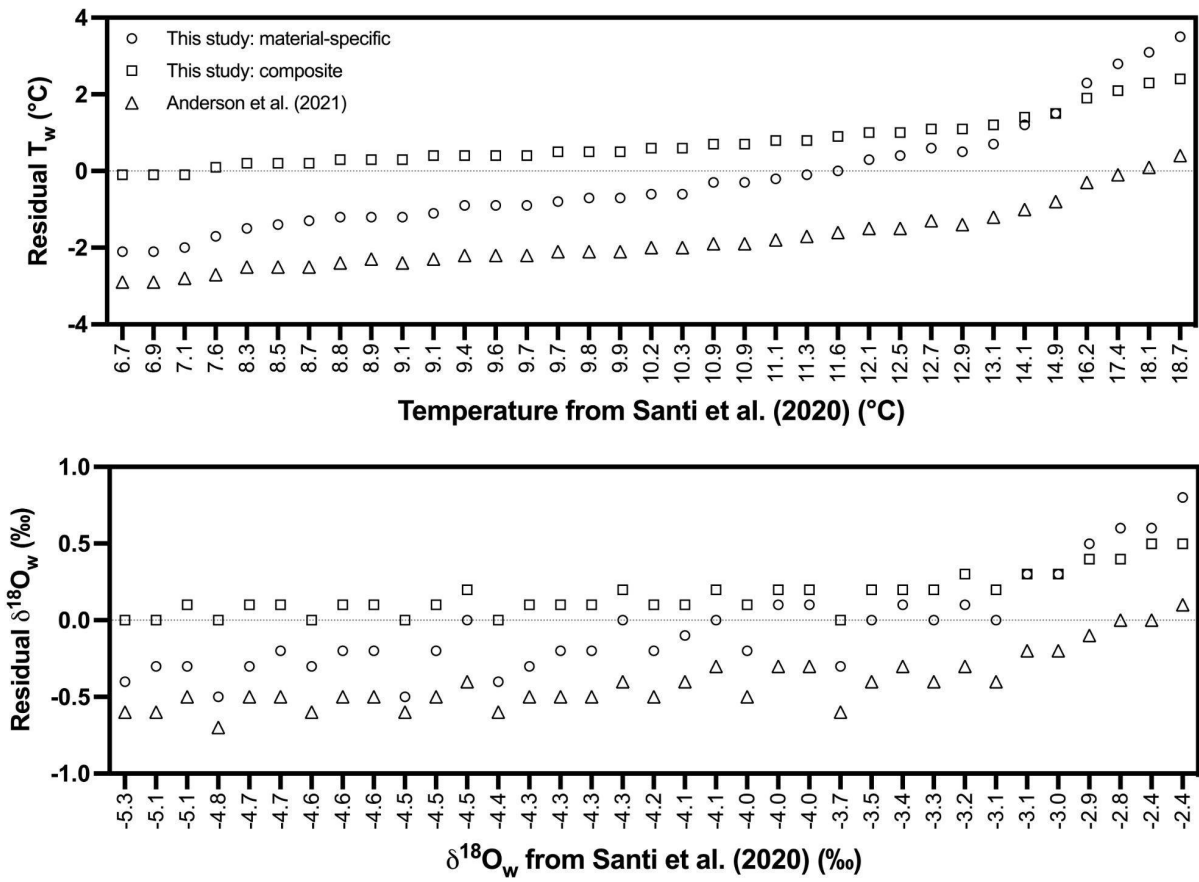 4
2
0
-2
-4
Residual T_w (°C)
This study: material-specific
This study: composite
Anderson et al. (2021)
6.7 6.9 7.1 7.6 8.3 8.5 8.7 8.8 8.9 9.1 9.1 9.4 9.6 9.7 9.7 9.8 9.9 10.2 10.3 10.9 10.9 11.1 11.3 11.6 12.1 12.5 12.7 12.9 13.1 14.1 14.9 16.2 17.4 18.1 18.7
Temperature from Santi et al. (2020) (°C)
1.0
0.5
0.0
-0.5
-1.0
Residual δ¹⁸O_w (‰)
-5.3 -5.1 -5.1 -4.8 -4.7 -4.7 -4.6 -4.6 -4.6 -4.5 -4.5 -4.5 -4.4 -4.3 -4.3 -4.3 -4.3 -4.2 -4.1 -4.1 -4.0 -4.0 -4.0 -3.7 -3.5 -3.4 -3.3 -3.2 -3.1 -3.1 -3.0 -2.9 -2.8 -2.4 -2.4
δ¹⁸O_w from Santi et al. (2020) (‰)